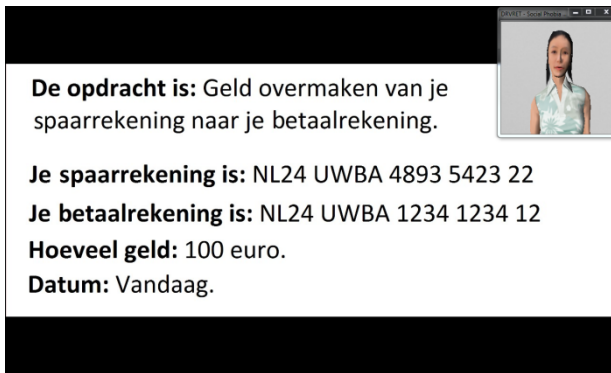 De opdracht is: Geld overmaken van je
spaarrekening naar je betaalrekening.
Je spaarrekening is: NL24 UWBA 4893 5423 22
Je betaalrekening is: NL24 UWBA 1234 1234 12
Hoeveel geld: 100 euro.
Datum: Vandaag.